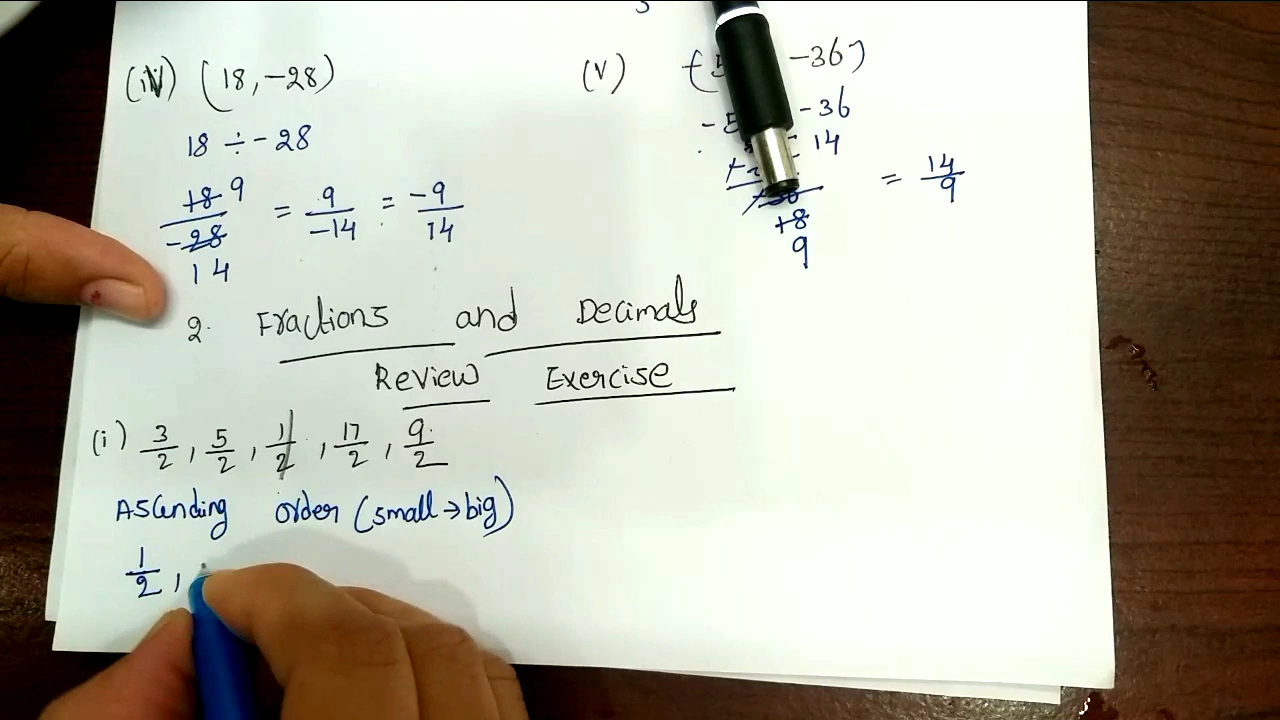 (iv) (18, -28)
18 ÷ -28
18 9
-28
14
= 9/-14 = -9/14
(v) -36)
-36
14
18
9
= 14/9
2. Fractions and Decimals
Review Exercise
(i) 3/2, 5/2, 1/2, 17/2, 9/2
Ascending order (small → big)
1/2,